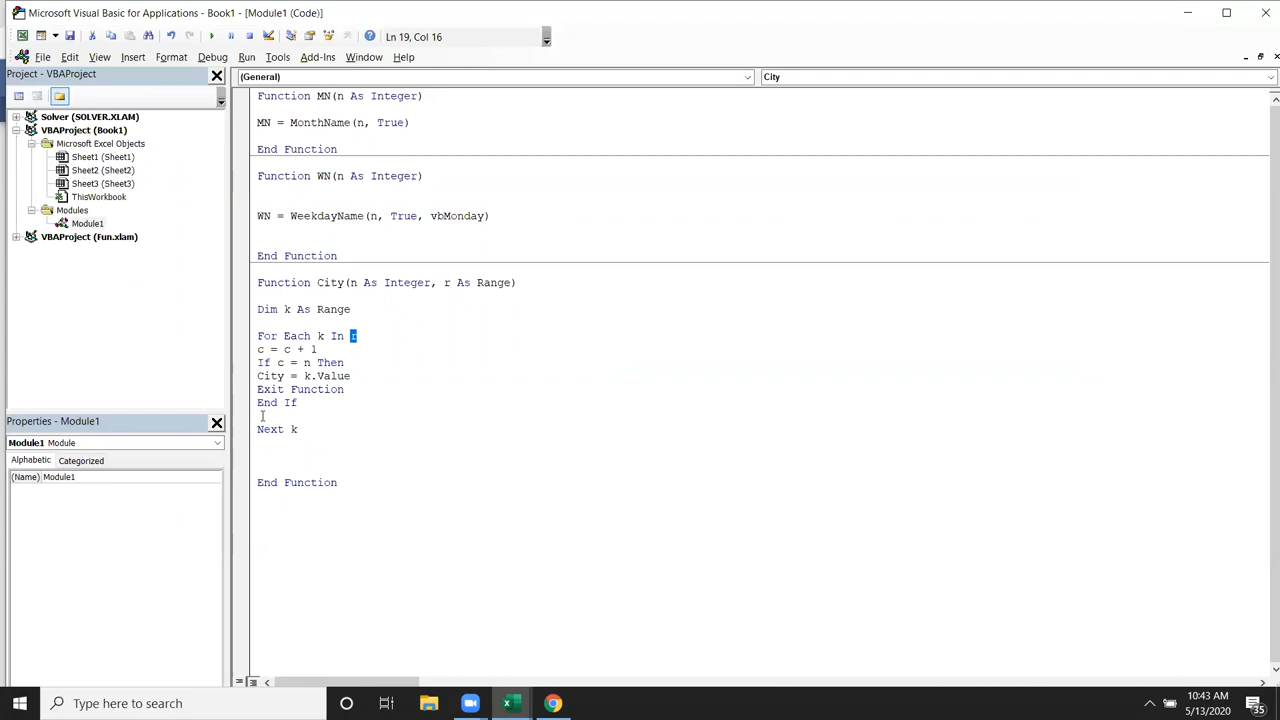 Microsoft Visual Basic for Applications - Book1 - [Module1 (Code)]
Ln 19, Col 16
File Edit View Insert Format Debug Run Tools Add-Ins Window Help
Project - VBAProject
(General)
City
Solver (SOLVER.XLAM)
VBAProject (Book1)
Microsoft Excel Objects
Sheet1 (Sheet1)
Sheet2 (Sheet2)
Sheet3 (Sheet3)
ThisWorkbook
Modules
Module1
VBAProject (Fun.xlam)
Properties - Module1
Module1 Module
Alphabetic Categorized
(Name) Module1
Function MN(n As Integer)
MN = MonthName(n, True)
End Function
Function WN(n As Integer)
WN = WeekdayName(n, True, vbMonday)
End Function
Function City(n As Integer, r As Range)
Dim k As Range
For Each k In r
c = c + 1
If c = n Then
City = k.Value
Exit Function
End If
Next k
End Function
Type here to search
10:43 AM
5/13/2020
35